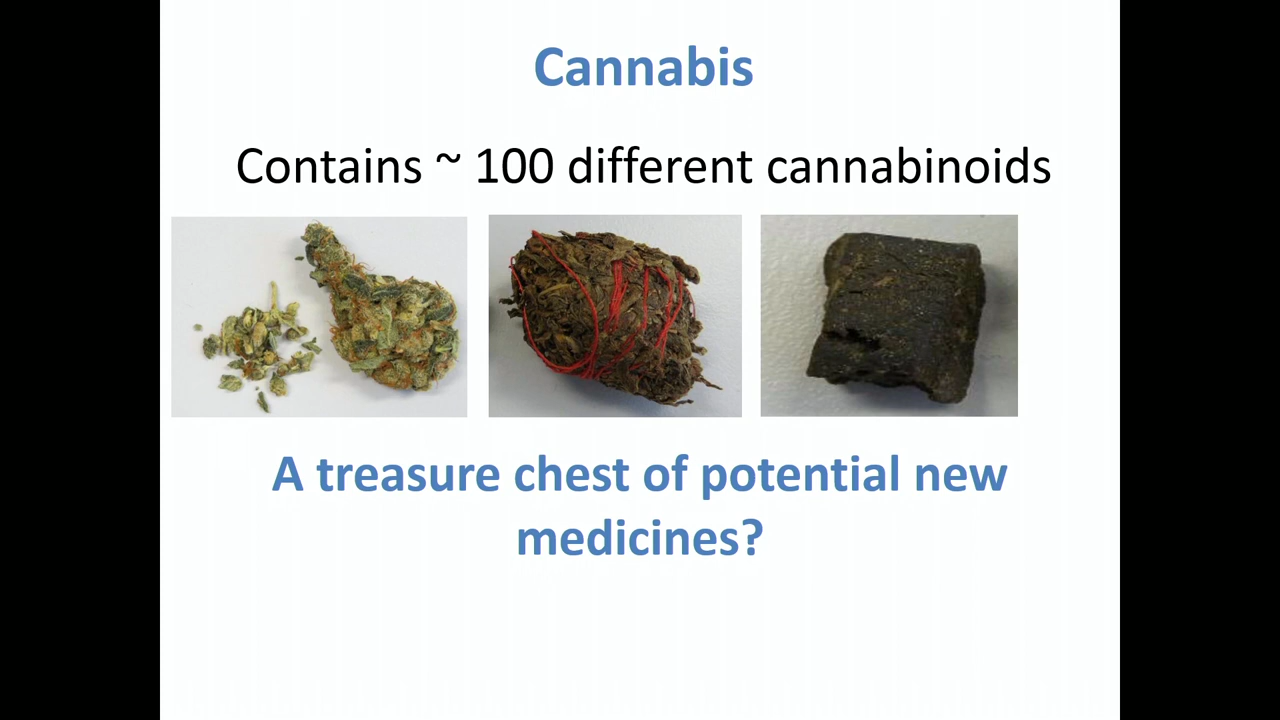 Cannabis
Contains ~ 100 different cannabinoids
A treasure chest of potential new
medicines?